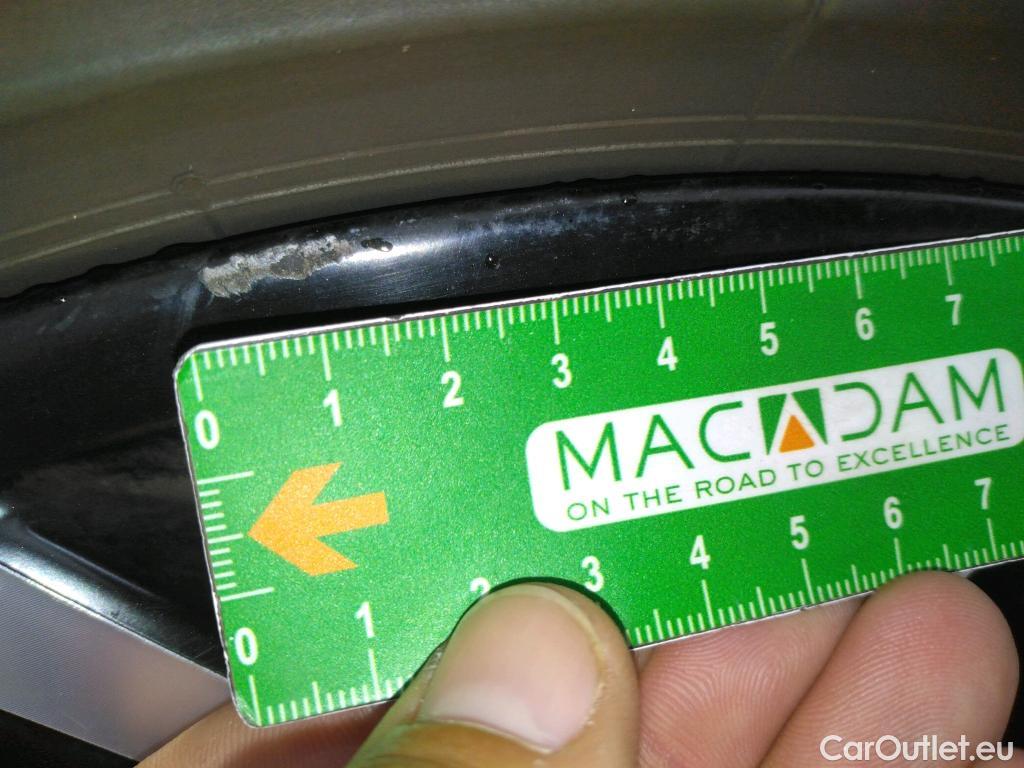 0 1 2 3 4 5 6 7
MACADAM
ON THE ROAD TO EXCELLENCE
0 1 2 3 4 5 6 7
CarOutlet.eu